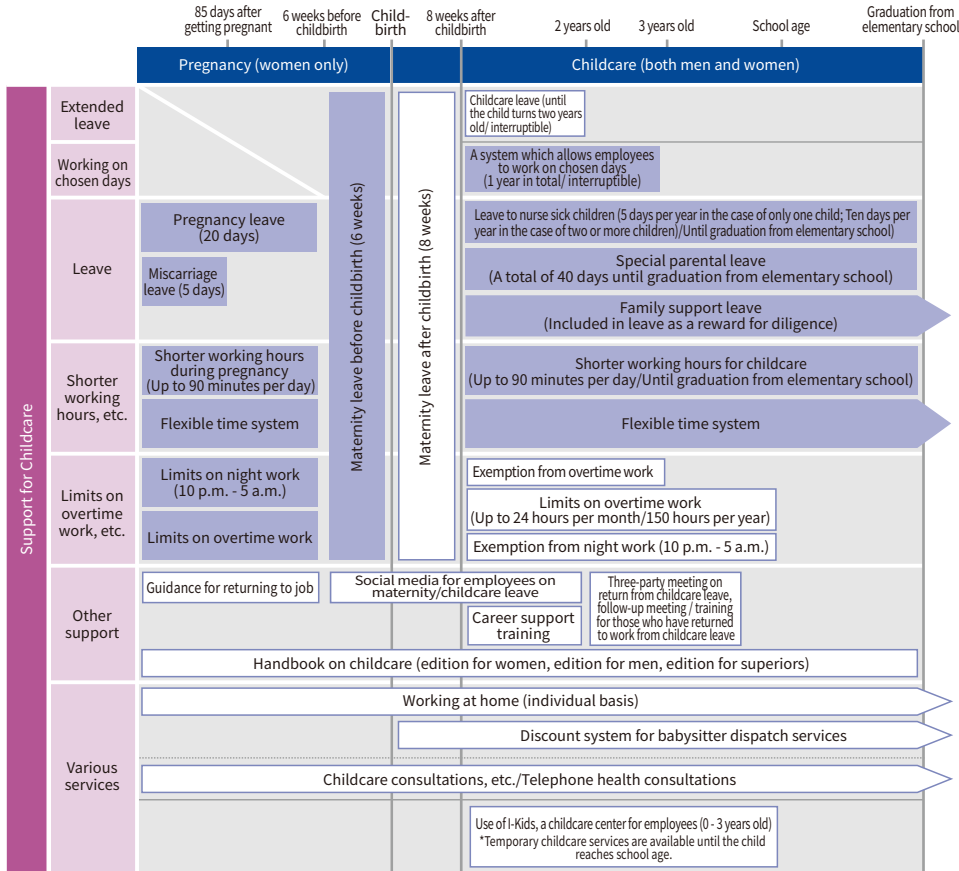 85 days after
getting pregnant
6 weeks before
childbirth
Child-
birth
8 weeks after
childbirth
2 years old
3 years old
School age
Graduation from
elementary school
Pregnancy (women only)
Childcare (both men and women)
Support for Childcare
Extended
leave
Childcare leave (until
the child turns two years
old/ interruptible)
Working on
chosen days
A system which allows employees
to work on chosen days
(1 year in total/ interruptible)
Maternity leave before childbirth (6 weeks)
Maternity leave after childbirth (8 weeks)
Leave
Pregnancy leave
(20 days)
Miscarriage
leave (5 days)
Leave to nurse sick children (5 days per year in the case of only one child; Ten days per
year in the case of two or more children)/Until graduation from elementary school)
Special parental leave
(A total of 40 days until graduation from elementary school)
Family support leave
(Included in leave as a reward for diligence)
Shorter
working
hours, etc.
Shorter working hours
during pregnancy
(Up to 90 minutes per day)
Flexible time system
Shorter working hours for childcare
(Up to 90 minutes per day/Until graduation from elementary school)
Flexible time system
Limits on
overtime
work, etc.
Limits on night work
(10 p.m. - 5 a.m.)
Limits on overtime work
Exemption from overtime work
Limits on overtime work
(Up to 24 hours per month/150 hours per year)
Exemption from night work (10 p.m. - 5 a.m.)
Other
support
Guidance for returning to job
Social media for employees on
maternity/childcare leave
Career support
training
Three-party meeting on
return from childcare leave,
follow-up meeting / training
for those who have returned
to work from childcare leave
Handbook on childcare (edition for women, edition for men, edition for superiors)
Various
services
Working at home (individual basis)
Discount system for babysitter dispatch services
Childcare consultations, etc./Telephone health consultations
Use of I-Kids, a childcare center for employees (0 - 3 years old)
*Temporary childcare services are available until the child
reaches school age.